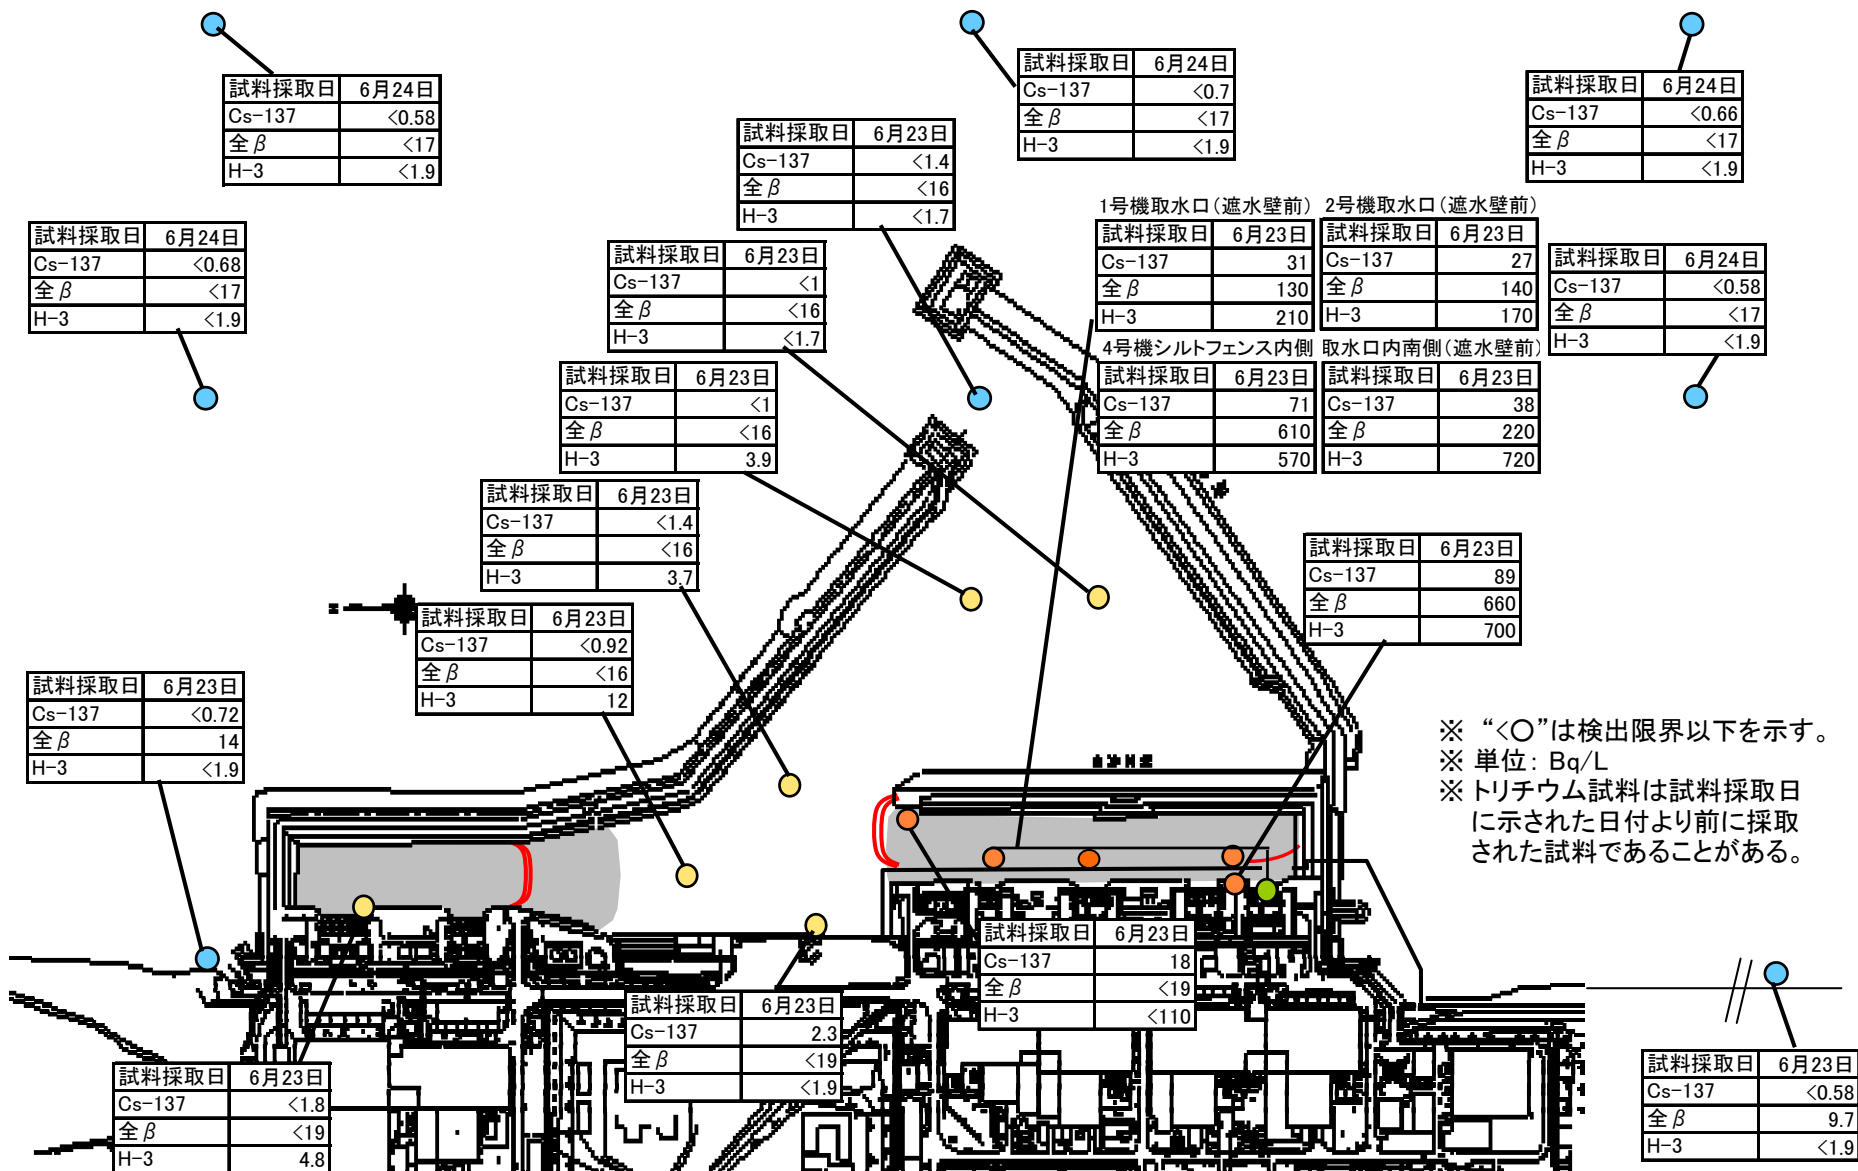 試料採取日 6月24日
Cs-137 <0.58
全β <17
H-3 <1.9
試料採取日 6月24日
Cs-137 <0.7
全β <17
H-3 <1.9
試料採取日 6月24日
Cs-137 <0.66
全β <17
H-3 <1.9
試料採取日 6月23日
Cs-137 <1.4
全β <16
H-3 <1.7
試料採取日 6月24日
Cs-137 <0.68
全β <17
H-3 <1.9
試料採取日 6月23日
Cs-137 <1
全β <16
H-3 <1.7
1号機取水口(遮水壁前)
試料採取日 6月23日
Cs-137 31
全β 130
H-3 210
2号機取水口(遮水壁前)
試料採取日 6月23日
Cs-137 27
全β 140
H-3 170
試料採取日 6月24日
Cs-137 <0.58
全β <17
H-3 <1.9
4号機シルトフェンス内側
試料採取日 6月23日
Cs-137 71
全β 610
H-3 570
取水口内南側(遮水壁前)
試料採取日 6月23日
Cs-137 38
全β 220
H-3 720
試料採取日 6月23日
Cs-137 <1
全β <16
H-3 3.9
試料採取日 6月23日
Cs-137 <1.4
全β <16
H-3 3.7
試料採取日 6月23日
Cs-137 89
全β 660
H-3 700
試料採取日 6月23日
Cs-137 <0.92
全β <16
H-3 12
試料採取日 6月23日
Cs-137 <0.72
全β 14
H-3 <1.9
※ “<○”は検出限界以下を示す。
※ 単位: Bq/L
※ トリチウム試料は試料採取日
に示された日付より前に採取
された試料であることがある。
試料採取日 6月23日
Cs-137 18
全β <19
H-3 <110
試料採取日 6月23日
Cs-137 2.3
全β <19
H-3 <1.9
試料採取日 6月23日
Cs-137 <1.8
全β <19
H-3 4.8
試料採取日 6月23日
Cs-137 <0.58
全β 9.7
H-3 <1.9